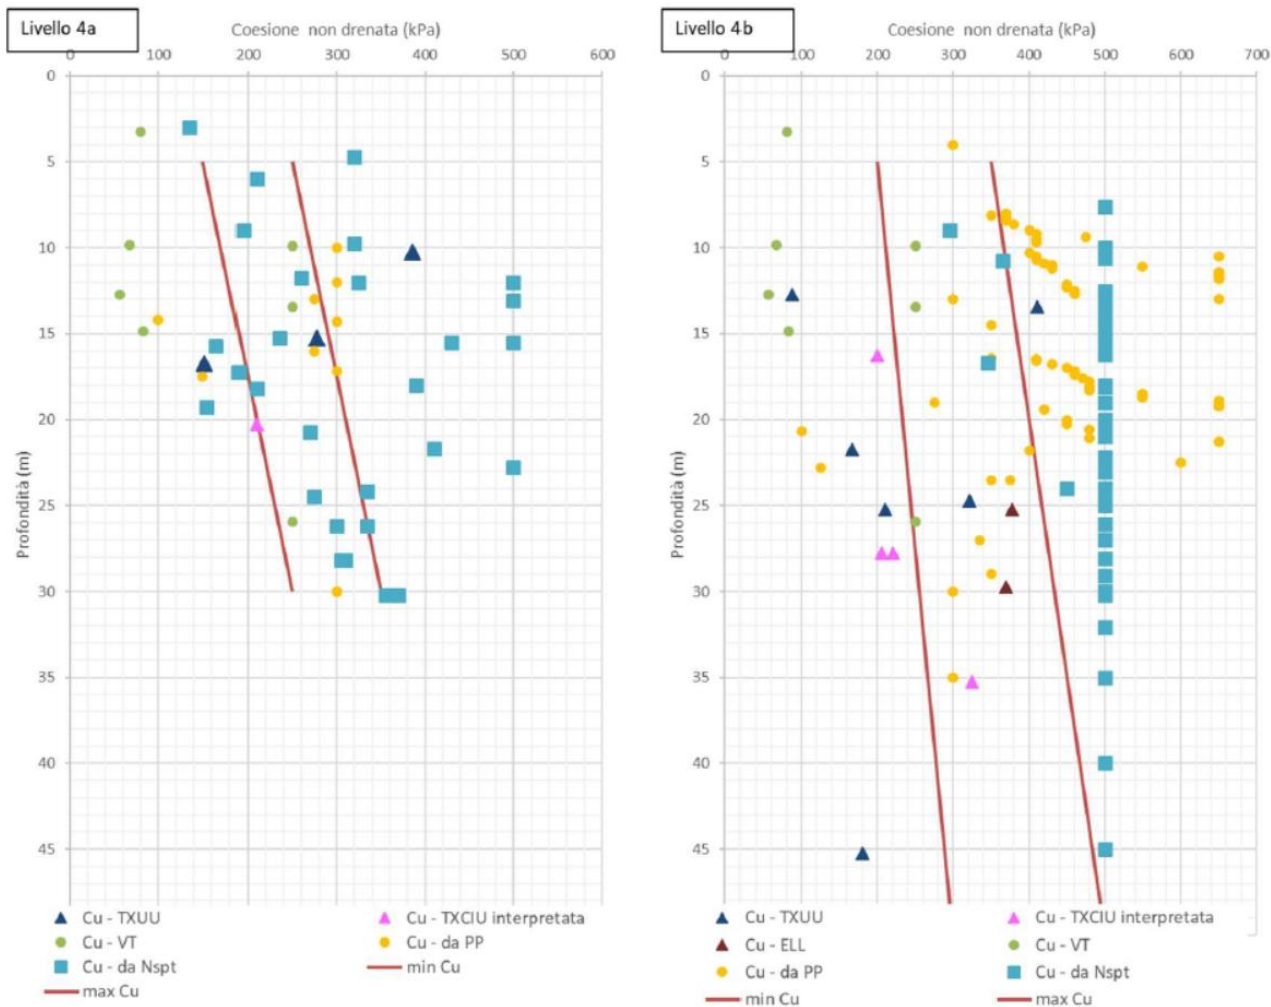 Livello 4a
Coesione non drenata (kPa)
0 100 200 300 400 500 600
0
5
10
15
20
25
30
35
40
45
Profondità (m)
Cu - TXUU
Cu - TXCIU interpretata
Cu - VT
Cu - da PP
Cu - da Nspt
min Cu
max Cu
Livello 4b
Coesione non drenata (kPa)
0 100 200 300 400 500 600 700
0
5
10
15
20
25
30
35
40
45
Profondità (m)
Cu - TXUU
Cu - TXCIU interpretata
Cu - ELL
Cu - VT
Cu - da PP
Cu - da Nspt
min Cu
max Cu